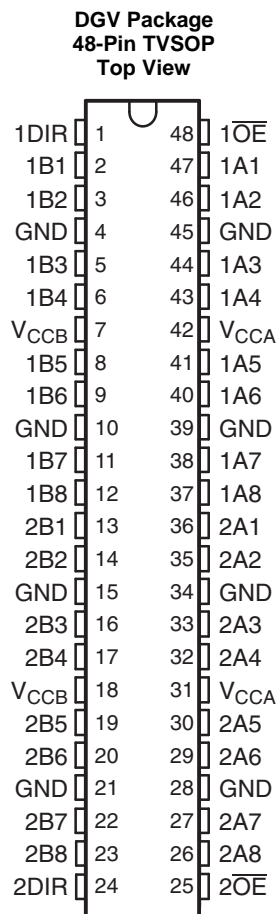 DGV Package
48-Pin TVSOP
Top View
1DIR 1 48 1O̅E̅
1B1 2 47 1A1
1B2 3 46 1A2
GND 4 45 GND
1B3 5 44 1A3
1B4 6 43 1A4
VCCB 7 42 VCCA
1B5 8 41 1A5
1B6 9 40 1A6
GND 10 39 GND
1B7 11 38 1A7
1B8 12 37 1A8
2B1 13 36 2A1
2B2 14 35 2A2
GND 15 34 GND
2B3 16 33 2A3
2B4 17 32 2A4
VCCB 18 31 VCCA
2B5 19 30 2A5
2B6 20 29 2A6
GND 21 28 GND
2B7 22 27 2A7
2B8 23 26 2A8
2DIR 24 25 2O̅E̅